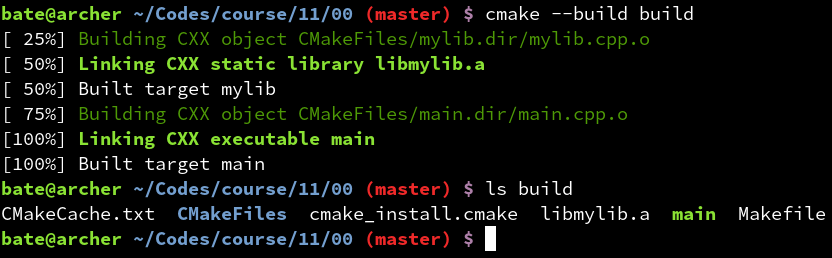 bate@archer ~/Codes/course/11/00 (master) $ cmake --build build
[ 25%] Building CXX object CMakeFiles/mylib.dir/mylib.cpp.o
[ 50%] Linking CXX static library libmylib.a
[ 50%] Built target mylib
[ 75%] Building CXX object CMakeFiles/main.dir/main.cpp.o
[100%] Linking CXX executable main
[100%] Built target main
bate@archer ~/Codes/course/11/00 (master) $ ls build
CMakeCache.txt  CMakeFiles  cmake_install.cmake  libmylib.a  main  Makefile
bate@archer ~/Codes/course/11/00 (master) $